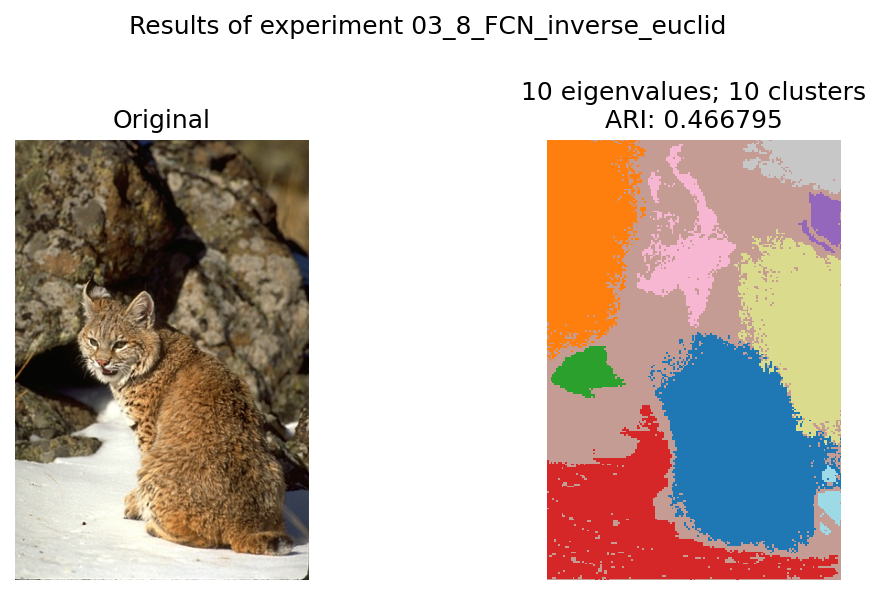 Results of experiment 03_8_FCN_inverse_euclid
Original
10 eigenvalues; 10 clusters
ARI: 0.466795